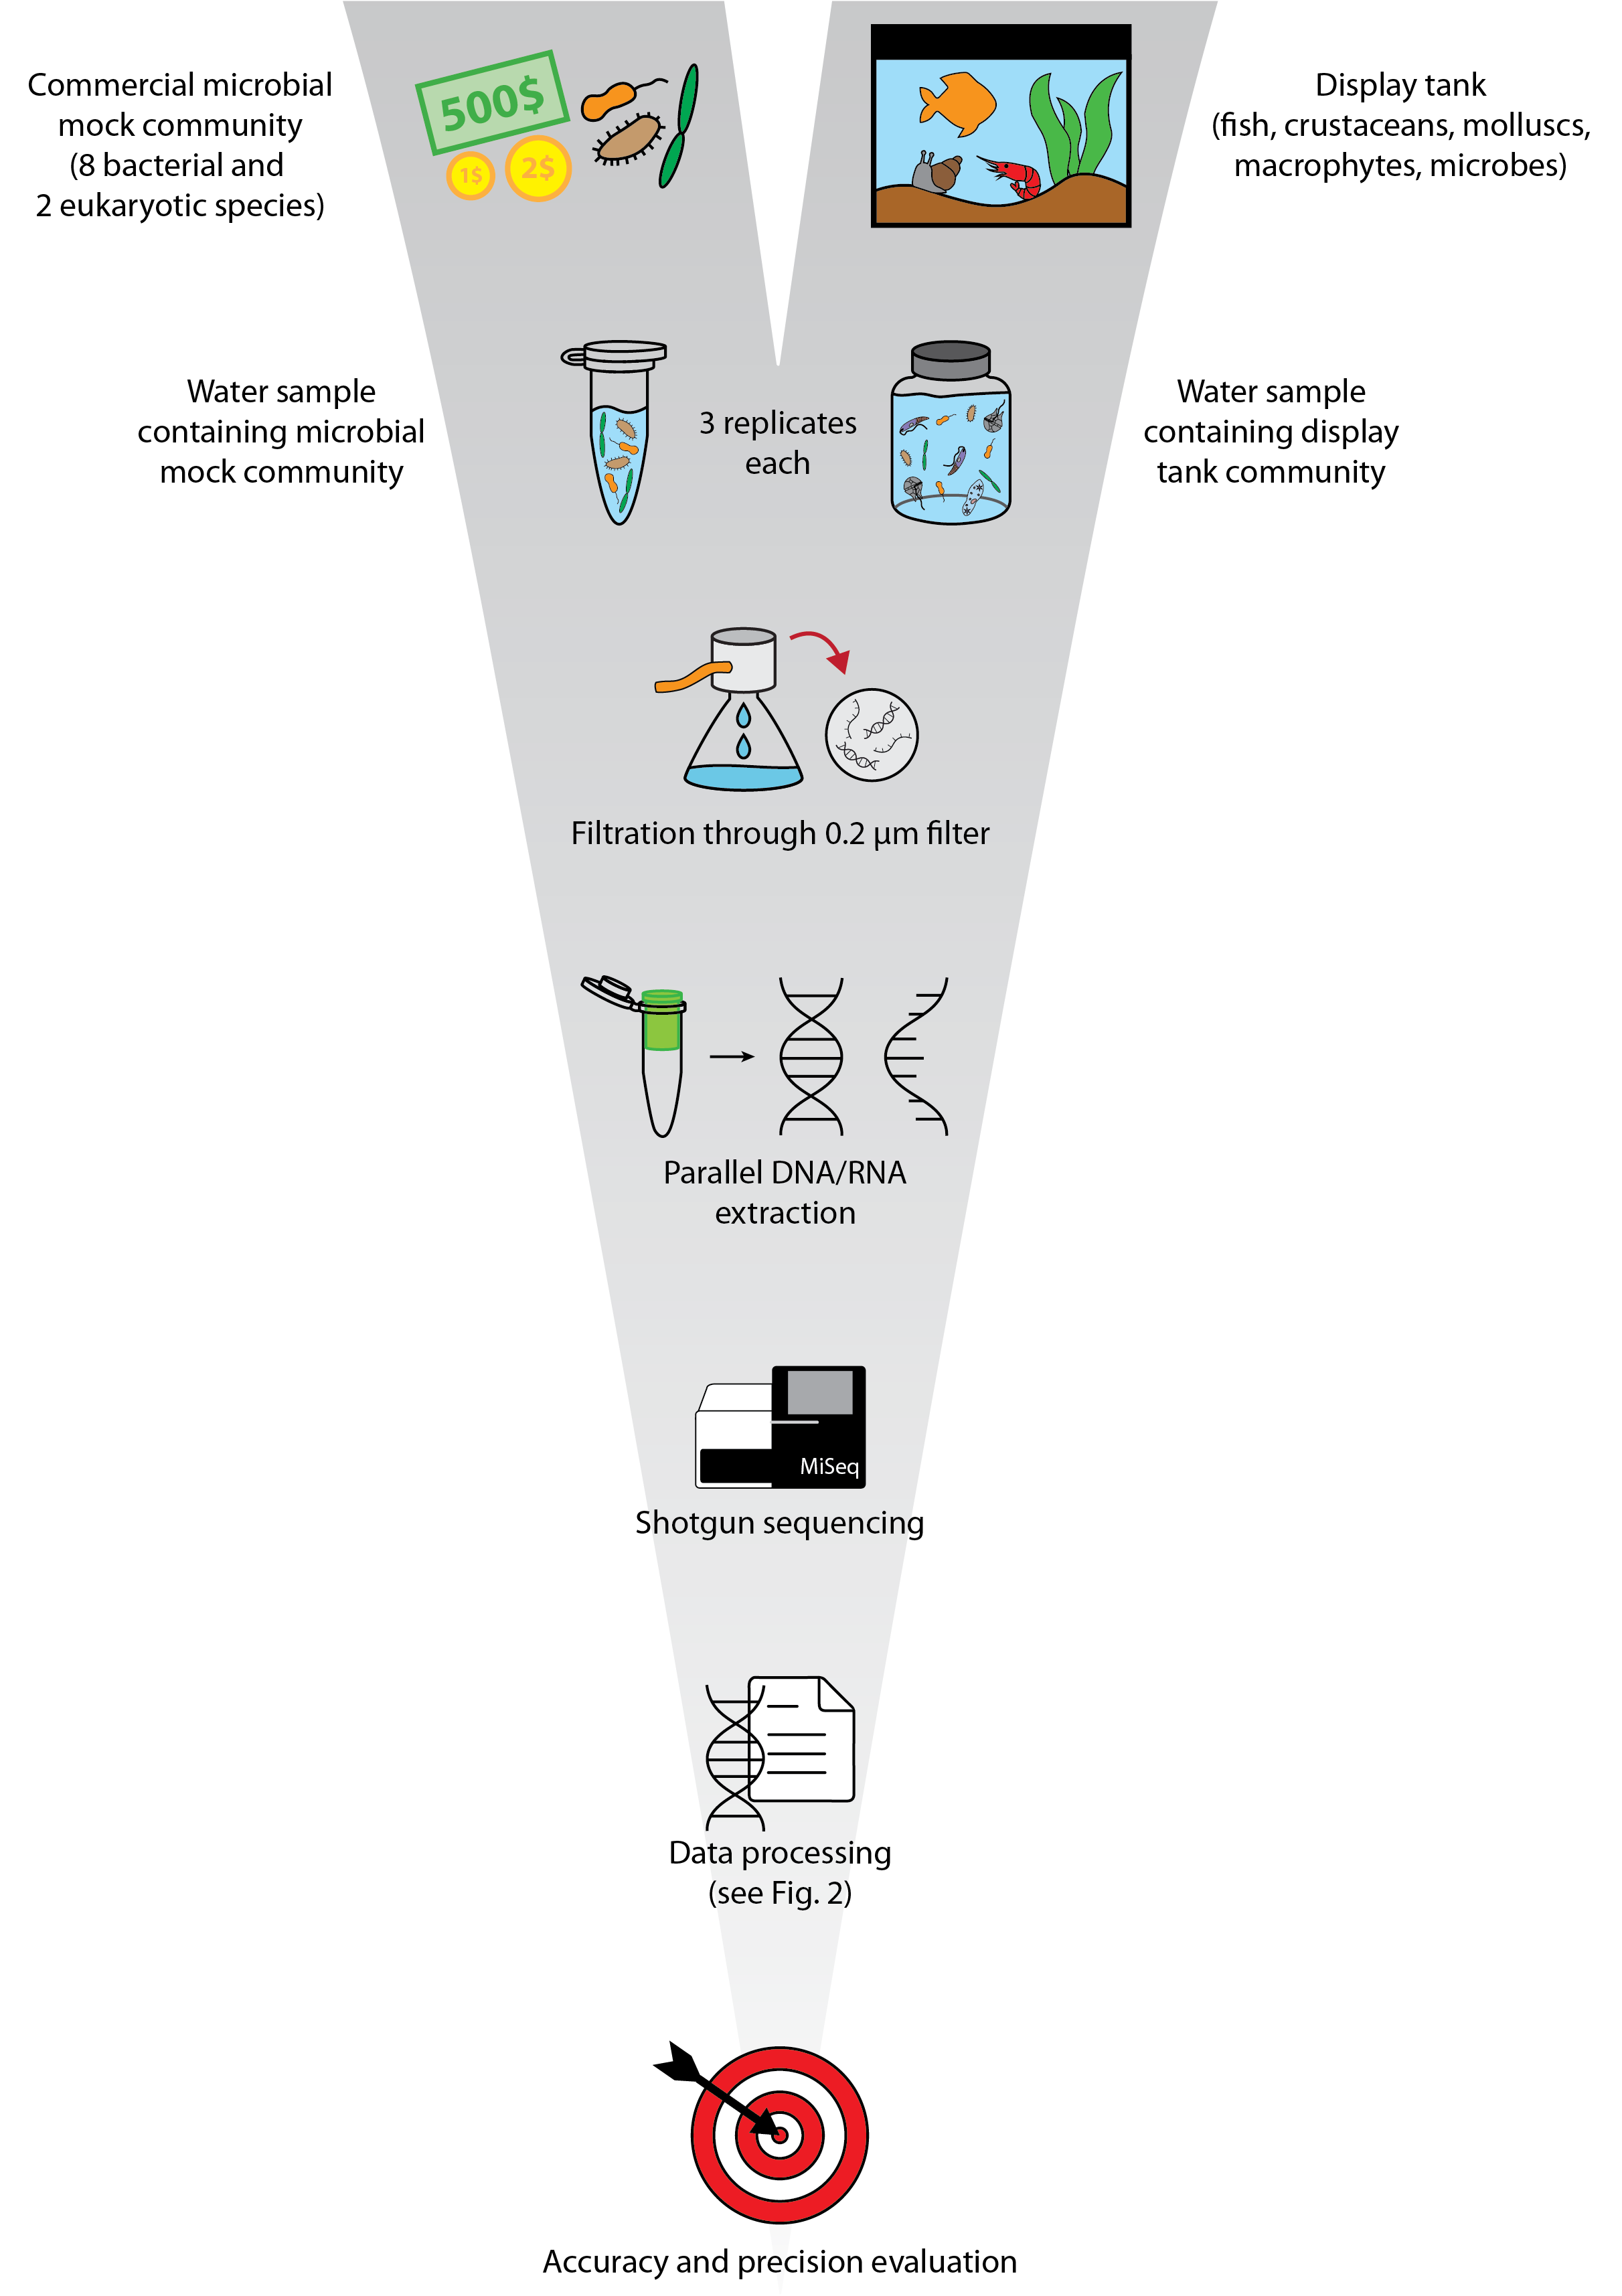 Commercial microbial
mock community
(8 bacterial and
2 eukaryotic species)
500$
1$
2$
Display tank
(fish, crustaceans, molluscs,
macrophytes, microbes)
Water sample
containing microbial
mock community
3 replicates
each
Water sample
containing display
tank community
Filtration through 0.2 µm filter
Parallel DNA/RNA
extraction
MiSeq
Shotgun sequencing
Data processing
(see Fig. 2)
Accuracy and precision evaluation